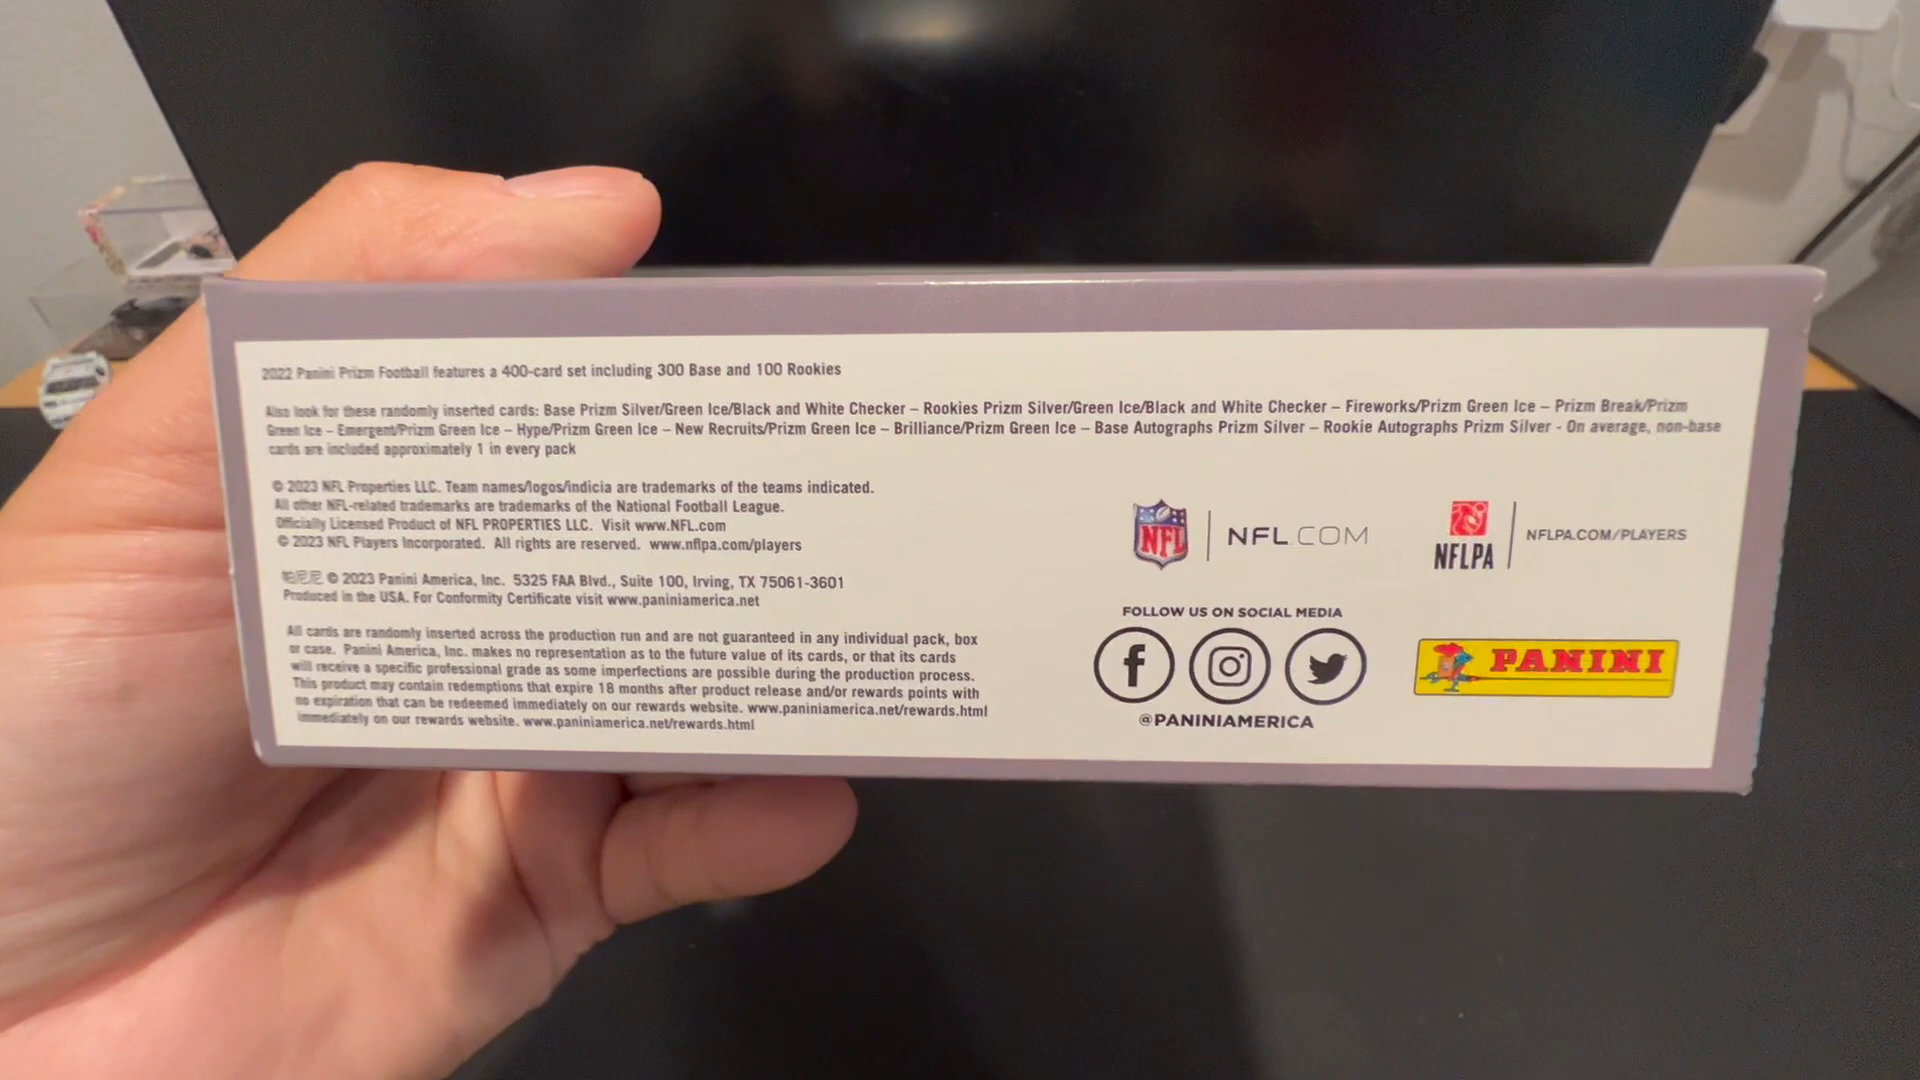 2022 Panini Prizm Football features a 400-card set including 300 Base and 100 Rookies
Also look for these randomly inserted cards: Base Prizm Silver/Green Ice/Black and White Checker – Rookies Prizm Silver/Green Ice/Black and White Checker – Fireworks/Prizm Green Ice – Prizm Break/Prizm
Green Ice – Emergent/Prizm Green Ice – Hype/Prizm Green Ice – New Recruits/Prizm Green Ice – Brilliance/Prizm Green Ice – Base Autographs Prizm Silver – Rookie Autographs Prizm Silver - On average, non-base
cards are included approximately 1 in every pack
© 2023 NFL Properties LLC. Team names/logos/indicia are trademarks of the teams indicated.
All other NFL-related trademarks are trademarks of the National Football League.
Officially Licensed Product of NFL PROPERTIES LLC. Visit www.NFL.com
© 2023 NFL Players Incorporated. All rights are reserved. www.nflpa.com/players
帕尼尼 © 2023 Panini America, Inc. 5325 FAA Blvd., Suite 100, Irving, TX 75061-3601
Produced in the USA. For Conformity Certificate visit www.paniniamerica.net
All cards are randomly inserted across the production run and are not guaranteed in any individual pack, box
or case. Panini America, Inc. makes no representation as to the future value of its cards, or that its cards
will receive a specific professional grade as some imperfections are possible during the production process.
This product may contain redemptions that expire 18 months after product release and/or rewards points with
no expiration that can be redeemed immediately on our rewards website. www.paniniamerica.net/rewards.html
immediately on our rewards website. www.paniniamerica.net/rewards.html
NFL
NFL.COM
NFLPA
NFLPA.COM/PLAYERS
FOLLOW US ON SOCIAL MEDIA
@PANINIAMERICA
PANINI